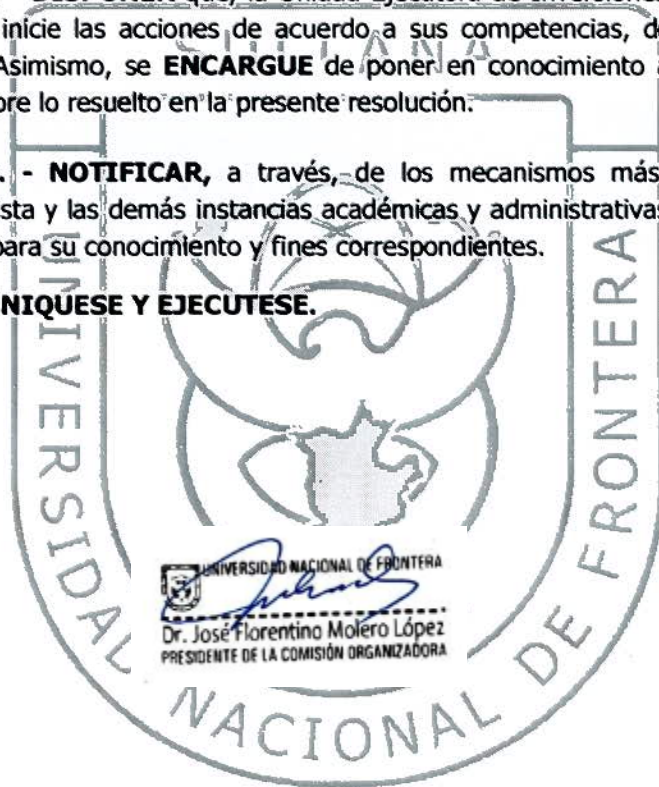 inicie las acciones de acuerdo a sus competencias, d
Asimismo, se ENCARGUE de poner en conocimiento
bre lo resuelto en la presente resolución.
. - NOTIFICAR, a través, de los mecanismos más
sta y las demás instancias académicas y administrativas
para su conocimiento y fines correspondientes.
NIQUESE Y EJECUTESE.
SULLANA
UNIVERSIDAD NACIONAL DE FRONTERA
UNIVERSIDAD NACIONAL DE FRONTERA
Dr. José Florentino Molero López
PRESIDENTE DE LA COMISIÓN ORGANIZADORA